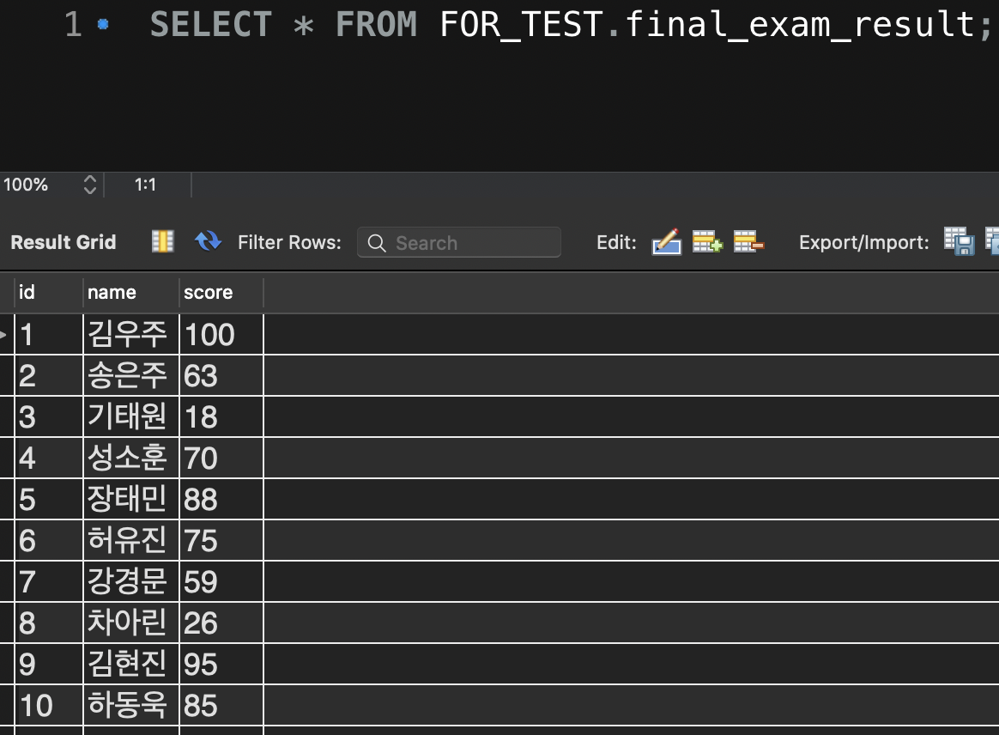 1 SELECT * FROM FOR_TEST.final_exam_result;
100% 1:1
Result Grid Filter Rows: Search Edit: Export/Import:
id name score
1 김우주 100
2 송은주 63
3 기태원 18
4 성소훈 70
5 장태민 88
6 허유진 75
7 강경문 59
8 차아린 26
9 김현진 95
10 하동욱 85